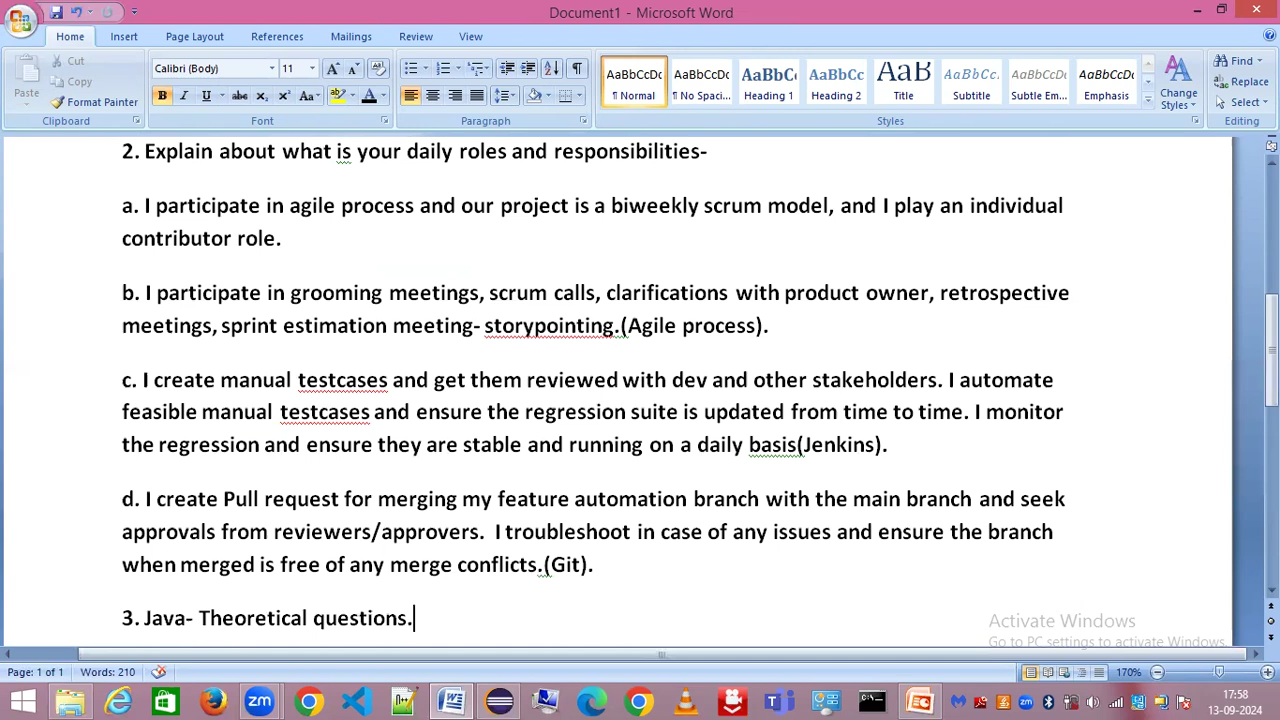 Document1 - Microsoft Word
Home Insert Page Layout References Mailings Review View
Paste Cut Copy Format Painter
Calibri (Body) 11
AaBbCcDc AaBbCcDc AaBbC AaBbCc AaB AaBbCc. AaBbCcDc AaBbCcDc
¶ Normal ¶ No Spaci... Heading 1 Heading 2 Title Subtitle Subtle Em... Emphasis
Change Styles
Find Replace Select
Clipboard Font Paragraph Styles Editing
2. Explain about what is your daily roles and responsibilities-
a. I participate in agile process and our project is a biweekly scrum model, and I play an individual
contributor role.
b. I participate in grooming meetings, scrum calls, clarifications with product owner, retrospective
meetings, sprint estimation meeting- storypointing.(Agile process).
c. I create manual testcases and get them reviewed with dev and other stakeholders. I automate
feasible manual testcases and ensure the regression suite is updated from time to time. I monitor
the regression and ensure they are stable and running on a daily basis(Jenkins).
d. I create Pull request for merging my feature automation branch with the main branch and seek
approvals from reviewers/approvers.  I troubleshoot in case of any issues and ensure the branch
when merged is free of any merge conflicts.(Git).
3. Java- Theoretical questions.
Activate Windows
Go to PC settings to activate Windows.
Page: 1 of 1 Words: 210 170%
zm zm
17:58
13-09-2024